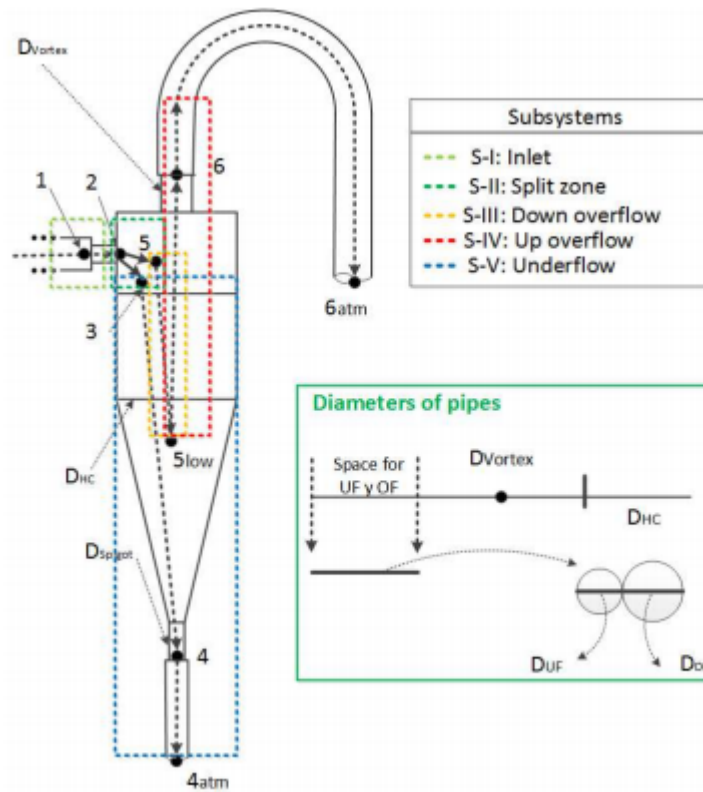 DVortex
1
2
5
6
3
6atm
5low
DHC
DSpigot
4
4atm
Subsystems
S-I: Inlet
S-II: Split zone
S-III: Down overflow
S-IV: Up overflow
S-V: Underflow
Diameters of pipes
Space for
UF y OF
DVortex
DHC
DUF